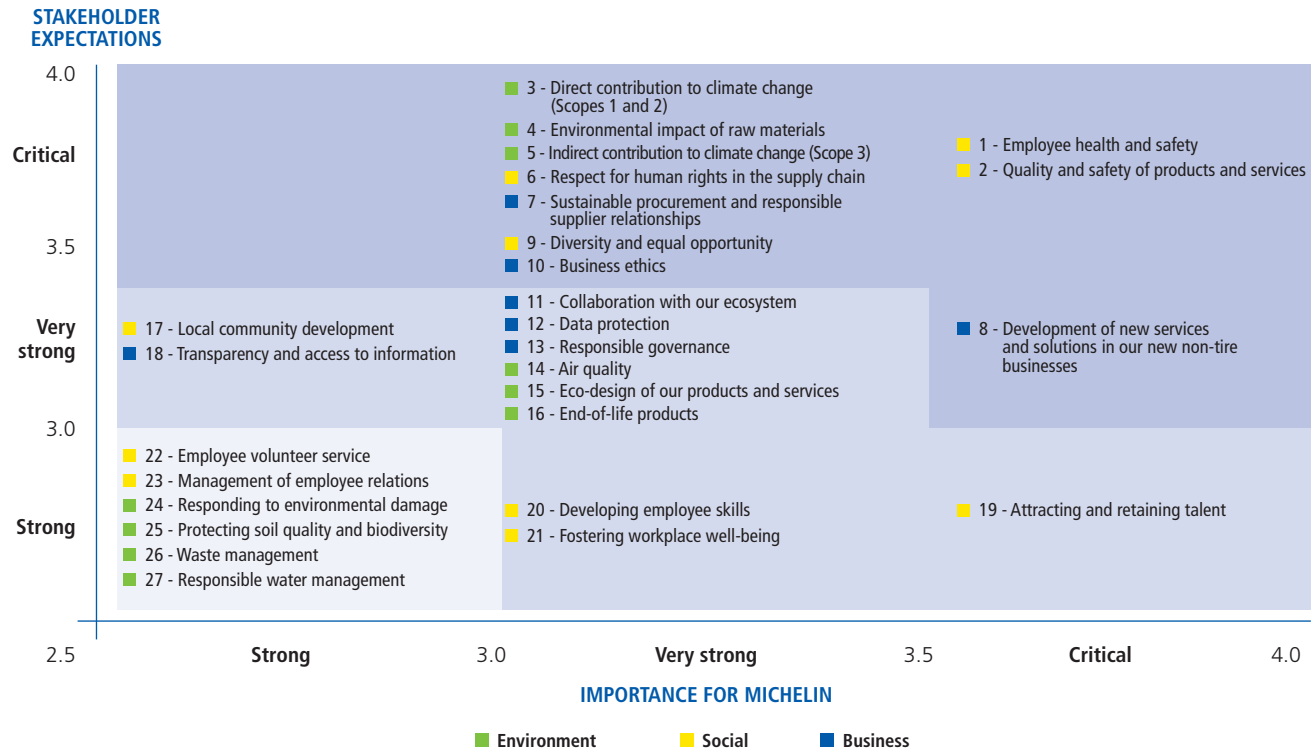 STAKEHOLDER
EXPECTATIONS
4.0
Critical
3.5
Very
strong
3.0
Strong
2.5
3 - Direct contribution to climate change
(Scopes 1 and 2)
4 - Environmental impact of raw materials
5 - Indirect contribution to climate change (Scope 3)
6 - Respect for human rights in the supply chain
7 - Sustainable procurement and responsible
supplier relationships
9 - Diversity and equal opportunity
10 - Business ethics
1 - Employee health and safety
2 - Quality and safety of products and services
17 - Local community development
18 - Transparency and access to information
11 - Collaboration with our ecosystem
12 - Data protection
13 - Responsible governance
14 - Air quality
15 - Eco-design of our products and services
16 - End-of-life products
8 - Development of new services
and solutions in our new non-tire
businesses
22 - Employee volunteer service
23 - Management of employee relations
24 - Responding to environmental damage
25 - Protecting soil quality and biodiversity
26 - Waste management
27 - Responsible water management
20 - Developing employee skills
21 - Fostering workplace well-being
19 - Attracting and retaining talent
Strong
3.0
Very strong
3.5
Critical
4.0
IMPORTANCE FOR MICHELIN
Environment
Social
Business